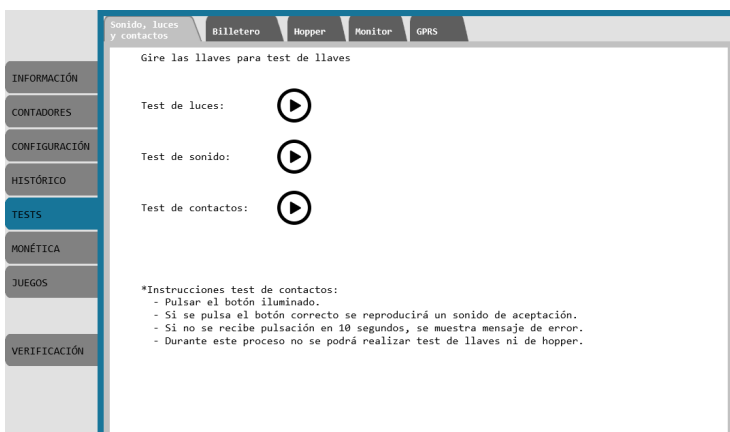 Sonido, luces
y contactos
Billetero
Hopper
Monitor
GPRS
INFORMACIÓN
CONTADORES
CONFIGURACIÓN
HISTÓRICO
TESTS
MONÉTICA
JUEGOS
VERIFICACIÓN
Gire las llaves para test de llaves
Test de luces:
Test de sonido:
Test de contactos:
*Instrucciones test de contactos:
- Pulsar el botón iluminado.
- Si se pulsa el botón correcto se reproducirá un sonido de aceptación.
- Si no se recibe pulsación en 10 segundos, se muestra mensaje de error.
- Durante este proceso no se podrá realizar test de llaves ni de hopper.